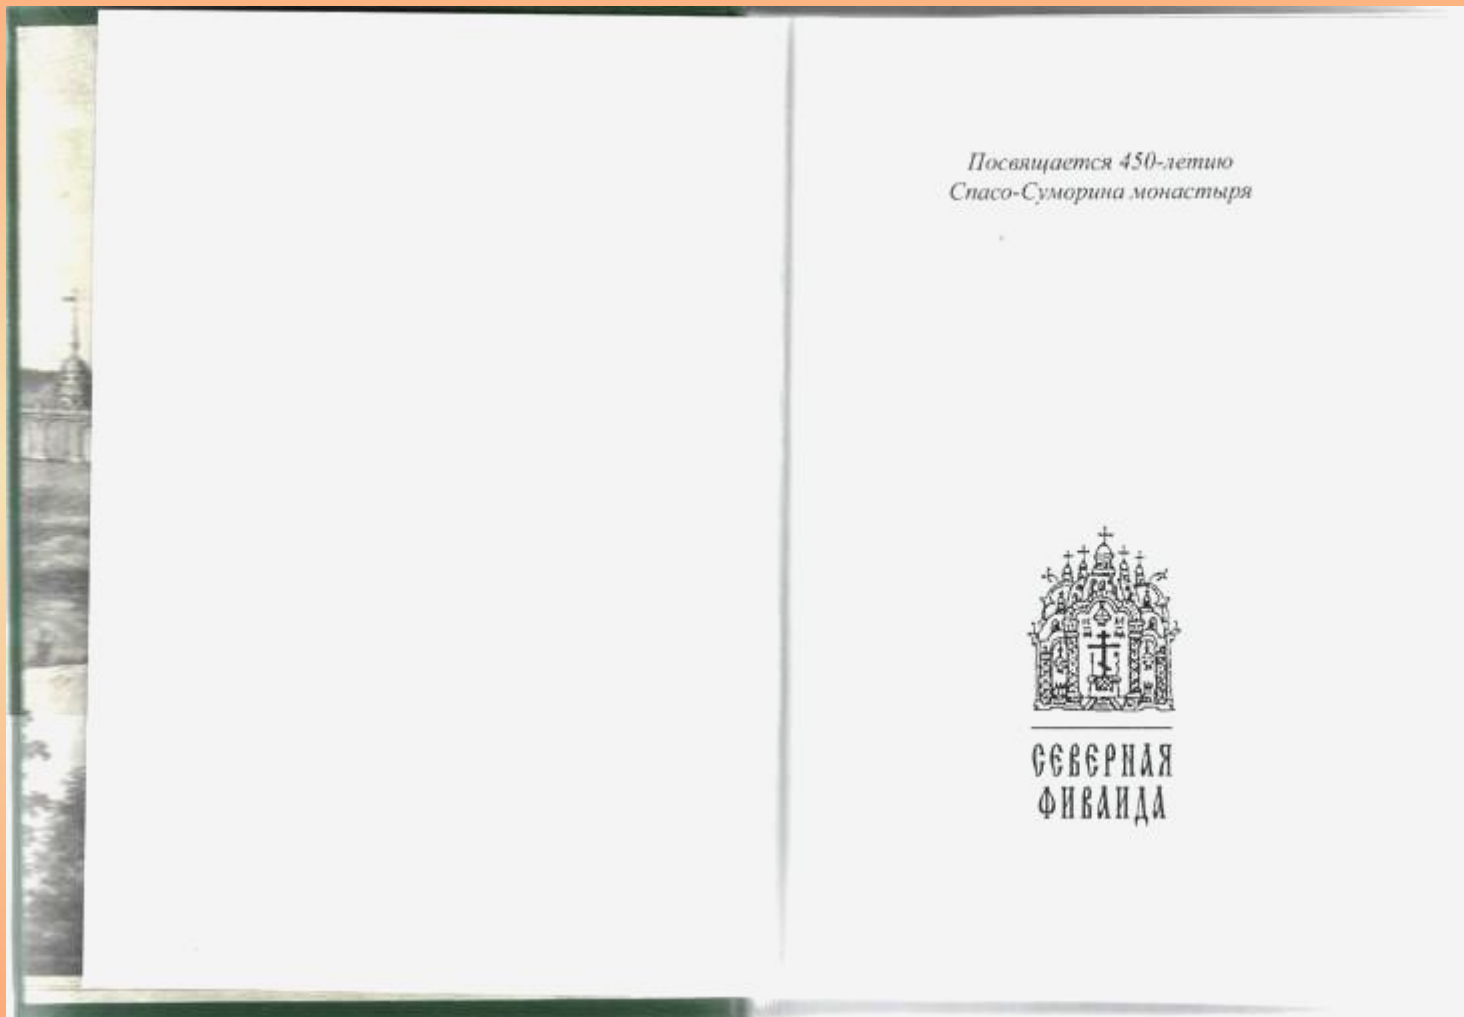 Посвящается 450-летию
Спасо-Суморина монастыря
СЕВЕРНАЯ
ФИВАИДА